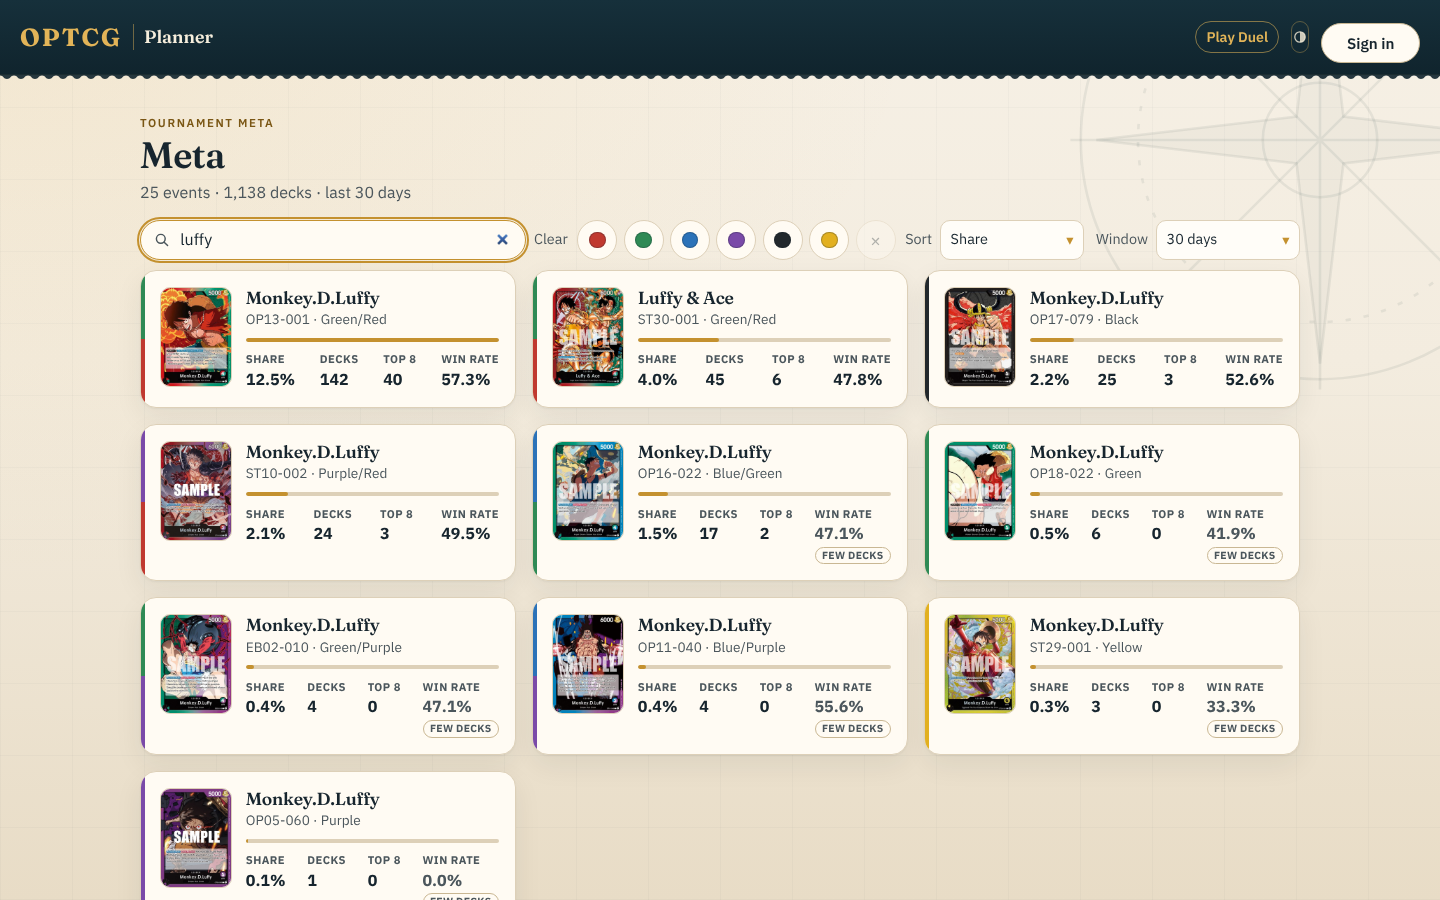 OPTCG Planner
Play Duel
Sign in
TOURNAMENT META
Meta
25 events · 1,138 decks · last 30 days
luffy
Clear
Sort
Share
Window
30 days
Monkey.D.Luffy
OP13-001 · Green/Red
SHARE DECKS TOP 8 WIN RATE
12.5% 142 40 57.3%
Luffy & Ace
ST30-001 · Green/Red
SHARE DECKS TOP 8 WIN RATE
4.0% 45 6 47.8%
SAMPLE
Monkey.D.Luffy
OP17-079 · Black
SHARE DECKS TOP 8 WIN RATE
2.2% 25 3 52.6%
SAMPLE
Monkey.D.Luffy
ST10-002 · Purple/Red
SHARE DECKS TOP 8 WIN RATE
2.1% 24 3 49.5%
SAMPLE
Monkey.D.Luffy
OP16-022 · Blue/Green
SHARE DECKS TOP 8 WIN RATE
1.5% 17 2 47.1%
FEW DECKS
SAMPLE
Monkey.D.Luffy
OP18-022 · Green
SHARE DECKS TOP 8 WIN RATE
0.5% 6 0 41.9%
FEW DECKS
SAMPLE
Monkey.D.Luffy
EB02-010 · Green/Purple
SHARE DECKS TOP 8 WIN RATE
0.4% 4 0 47.1%
FEW DECKS
SAMPLE
Monkey.D.Luffy
OP11-040 · Blue/Purple
SHARE DECKS TOP 8 WIN RATE
0.4% 4 0 55.6%
FEW DECKS
SAMPLE
Monkey.D.Luffy
ST29-001 · Yellow
SHARE DECKS TOP 8 WIN RATE
0.3% 3 0 33.3%
FEW DECKS
SAMPLE
Monkey.D.Luffy
OP05-060 · Purple
SHARE DECKS TOP 8 WIN RATE
0.1% 1 0 0.0%
FEW DECKS
SAMPLE